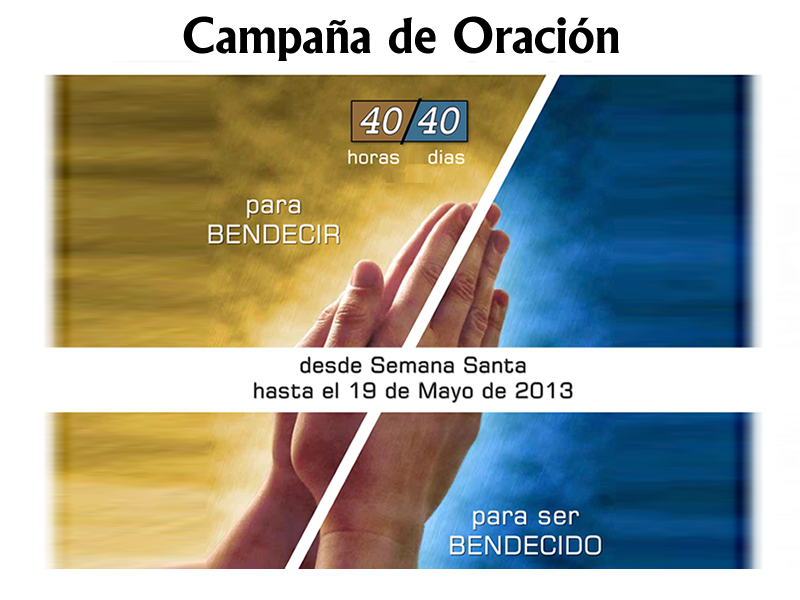 Campaña de Oración
40/40
horas dias
para
BENDECIR
desde Semana Santa
hasta el 19 de Mayo de 2013
para ser
BENDECIDO